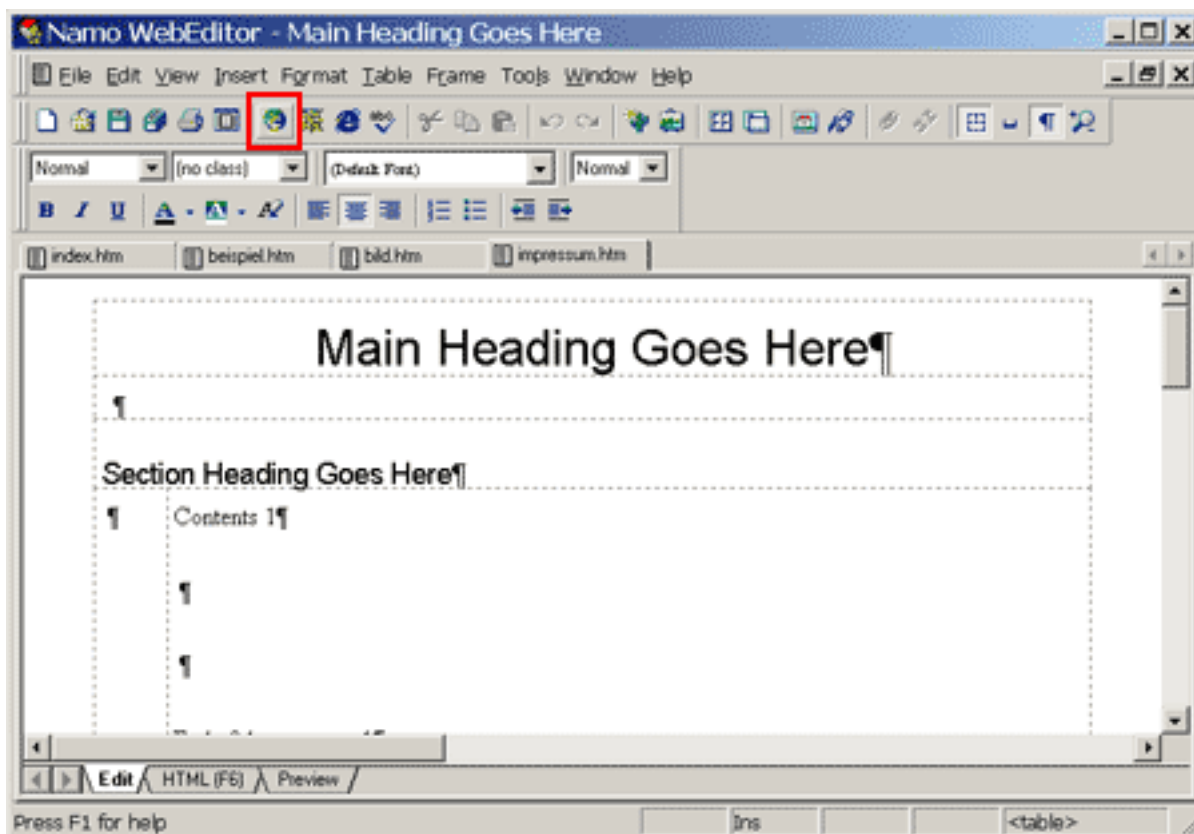 Namo WebEditor - Main Heading Goes Here
File Edit View Insert Format Table Frame Tools Window Help
Normal (no class) (Default Font) Normal
B I U A A
index.htm beispiel.htm bild.htm impressum.htm
Main Heading Goes Here¶
¶
Section Heading Goes Here¶
¶ Contents 1¶
¶
¶
Edit HTML (F6) Preview
Press F1 for help Ins <table>